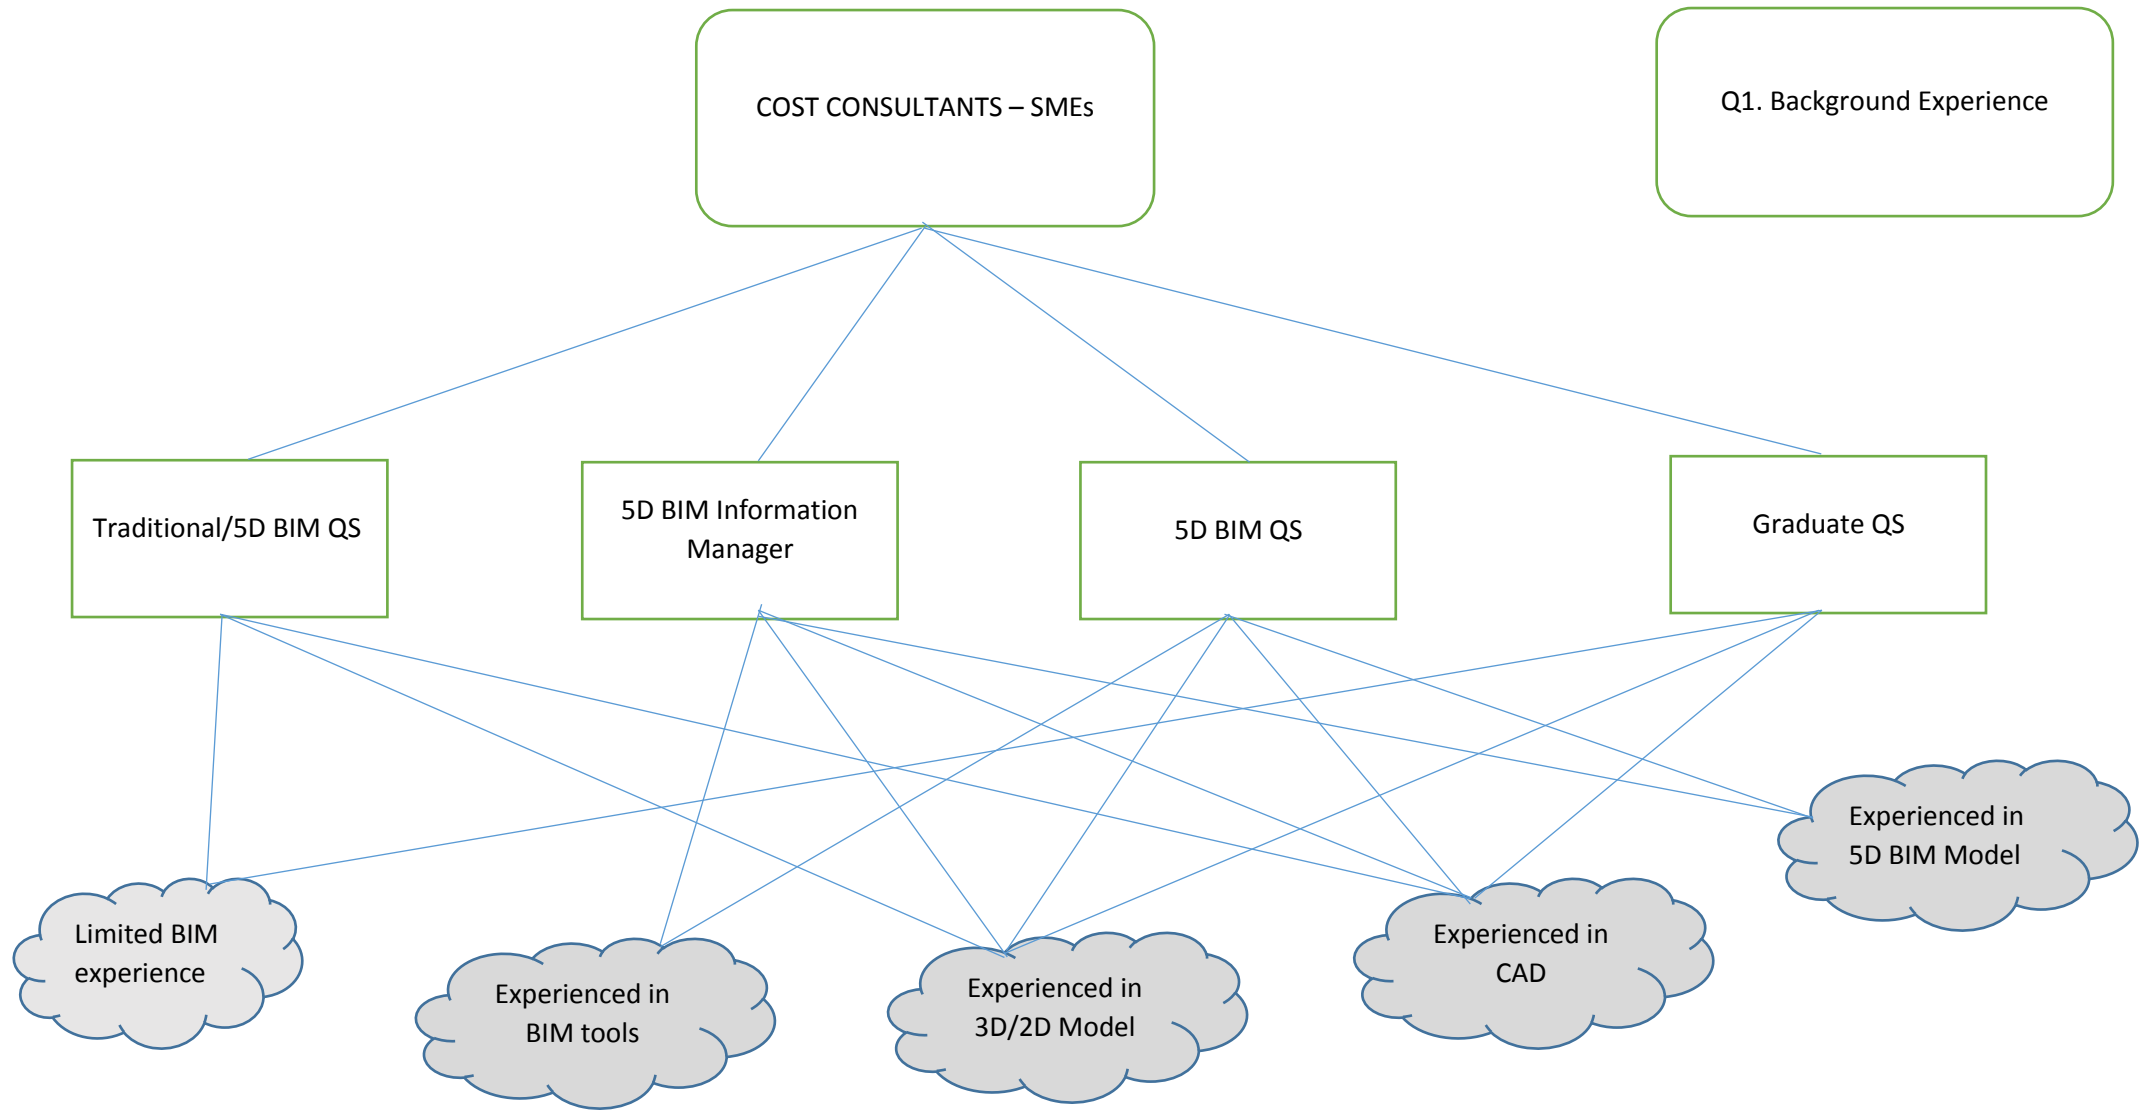 COST CONSULTANTS – SMEs
Q1. Background Experience
Traditional/5D BIM QS
5D BIM Information
Manager
5D BIM QS
Graduate QS
Limited BIM
experience
Experienced in
BIM tools
Experienced in
3D/2D Model
Experienced in
CAD
Experienced in
5D BIM Model